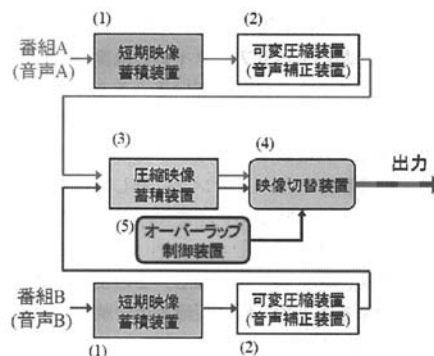 (1)
(2)
番組A
(音声A)
短期映像
蓄積装置
可変圧縮装置
(音声補正装置)
(3)
(4)
圧縮映像
蓄積装置
映像切替装置
出力
(5)
オーバーラップ
制御装置
番組B
(音声B)
短期映像
蓄積装置
可変圧縮装置
(音声補正装置)
(1)
(2)